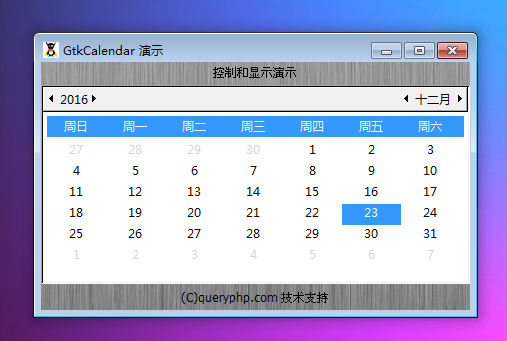 GtkCalendar 演示
控制和显示演示
2016 十二月
周日 周一 周二 周三 周四 周五 周六
27 28 29 30 1 2 3
4 5 6 7 8 9 10
11 12 13 14 15 16 17
18 19 20 21 22 23 24
25 26 27 28 29 30 31
1 2 3 4 5 6 7
(C)queryphp.com 技术支持